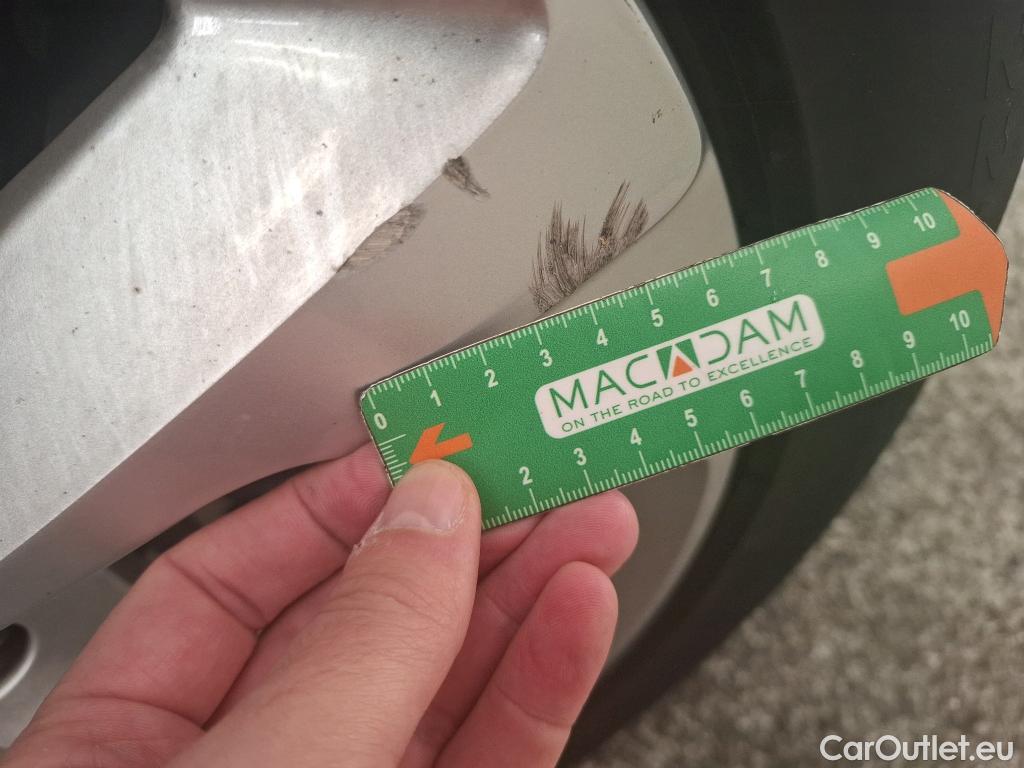 0 1 2 3 4 5 6 7 8 9 10
MACADAM
ON THE ROAD TO EXCELLENCE
2 3 4 5 6 7 8 9 10
CarOutlet.eu